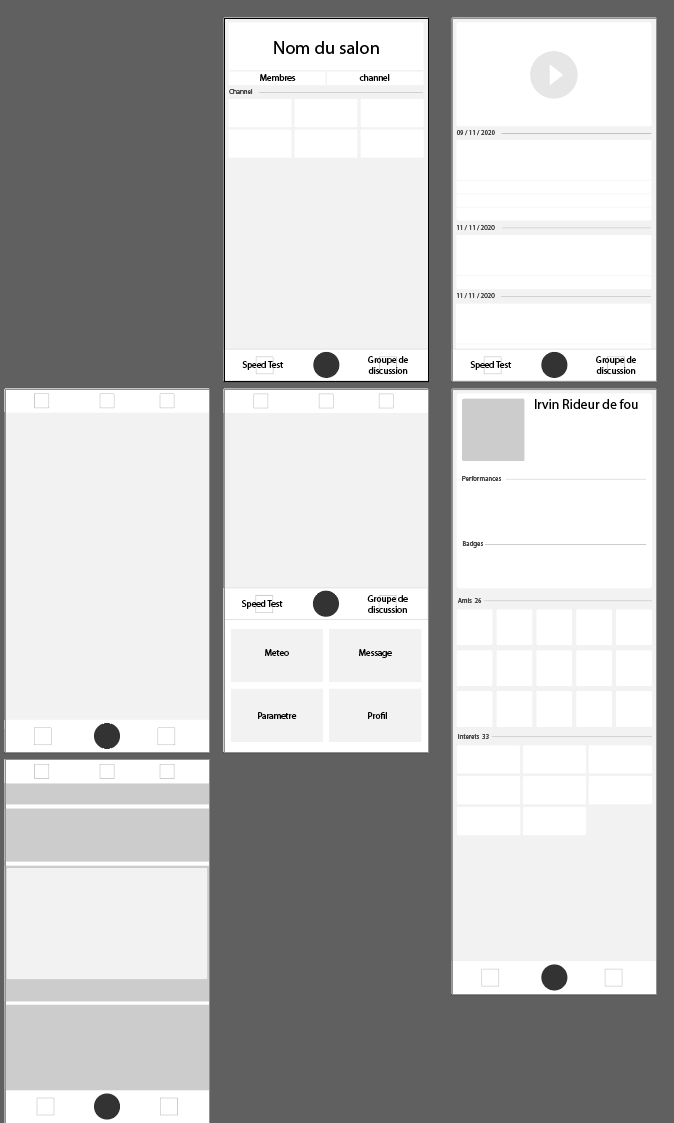 Nom du salon
Membres
channel
Channel
Speed Test
Groupe de
discussion
09 / 11 / 2020
11 / 11 / 2020
11 / 11 / 2020
Speed Test
Groupe de
discussion
Speed Test
Groupe de
discussion
Meteo
Message
Parametre
Profil
Irvin Rideur de fou
Performances
Badges
Amis 26
Interets 33